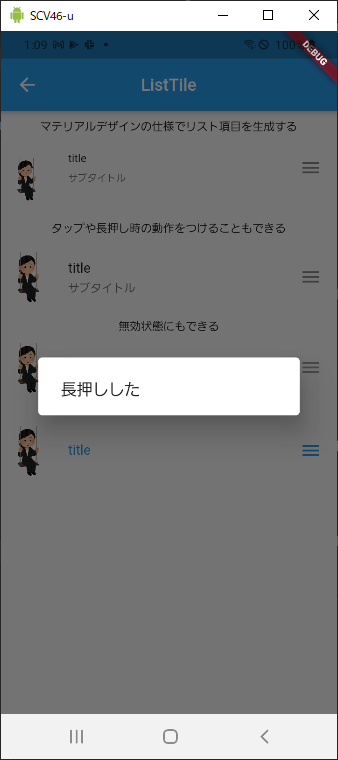 SCV46-u
1:09
100
DEBUG
ListTile
マテリアルデザインの仕様でリスト項目を生成する
title
サブタイトル
タップや長押し時の動作をつけることもできる
title
サブタイトル
無効状態にもできる
長押しした
title